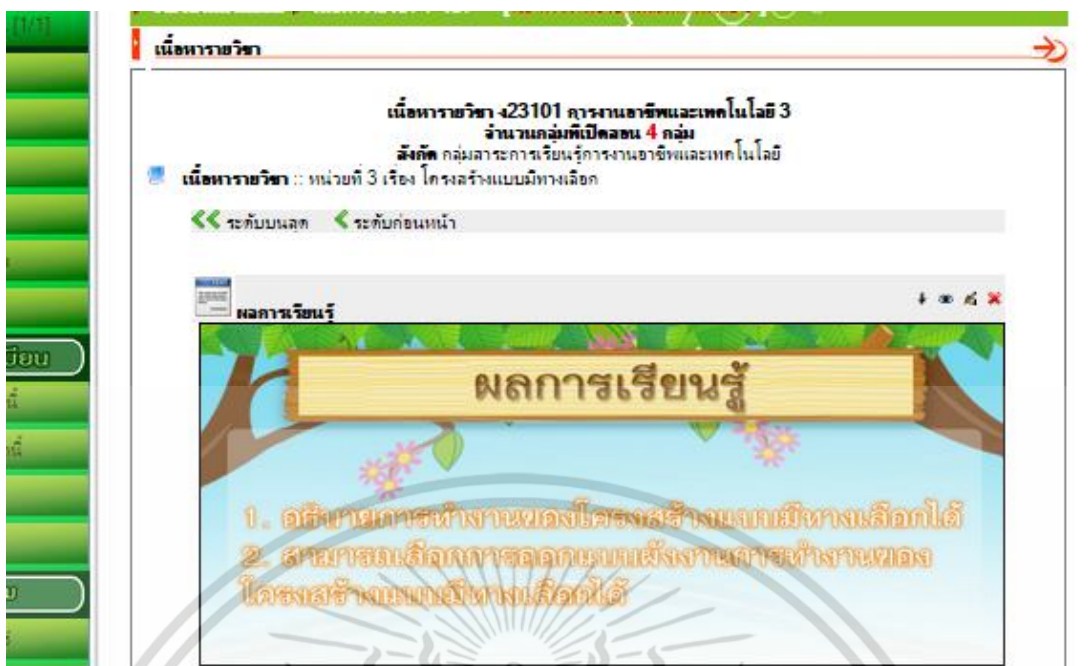 [1/1]
เนื้อหารายวิชา
เนื้อหารายวิชา ง23101 การงานอาชีพและเทคโนโลยี 3
จำนวนกลุ่มที่เปิดสอน 4 กลุ่ม
สังกัด กลุ่มสาระการเรียนรู้การงานอาชีพและเทคโนโลยี
เนื้อหารายวิชา :: หน่วยที่ 3 เรื่อง โครงสร้างแบบมีทางเลือก
ระดับบนสุด ระดับก่อนหน้า
ผลการเรียนรู้
ผลการเรียนรู้
1. อธิบายการทำงานของโครงสร้างแบบมีทางเลือกได้
2. สามารถเลือกการออกแบบผังงานการทำงานของ
โครงสร้างแบบมีทางเลือกได้